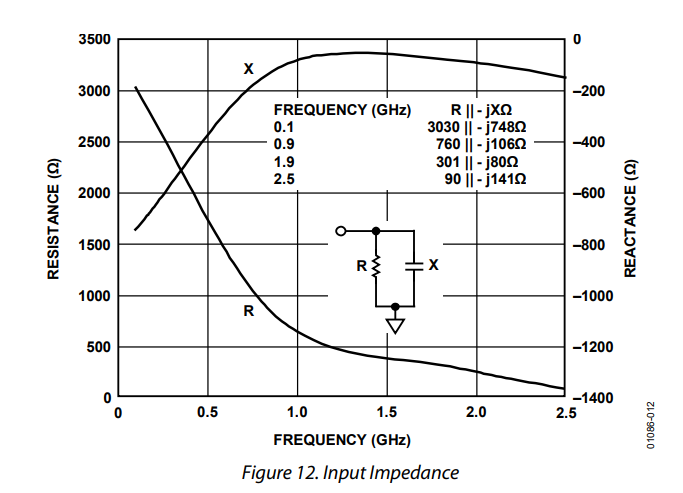 3500
3000
2500
2000
1500
1000
500
0
RESISTANCE (Ω)
0
–200
–400
–600
–800
–1000
–1200
–1400
REACTANCE (Ω)
X
R
FREQUENCY (GHz) R || - jXΩ
0.1 3030 || - j748Ω
0.9 760 || - j106Ω
1.9 301 || - j80Ω
2.5 90 || - j141Ω
R X
0 0.5 1.0 1.5 2.0 2.5
FREQUENCY (GHz)
01086-012
Figure 12. Input Impedance